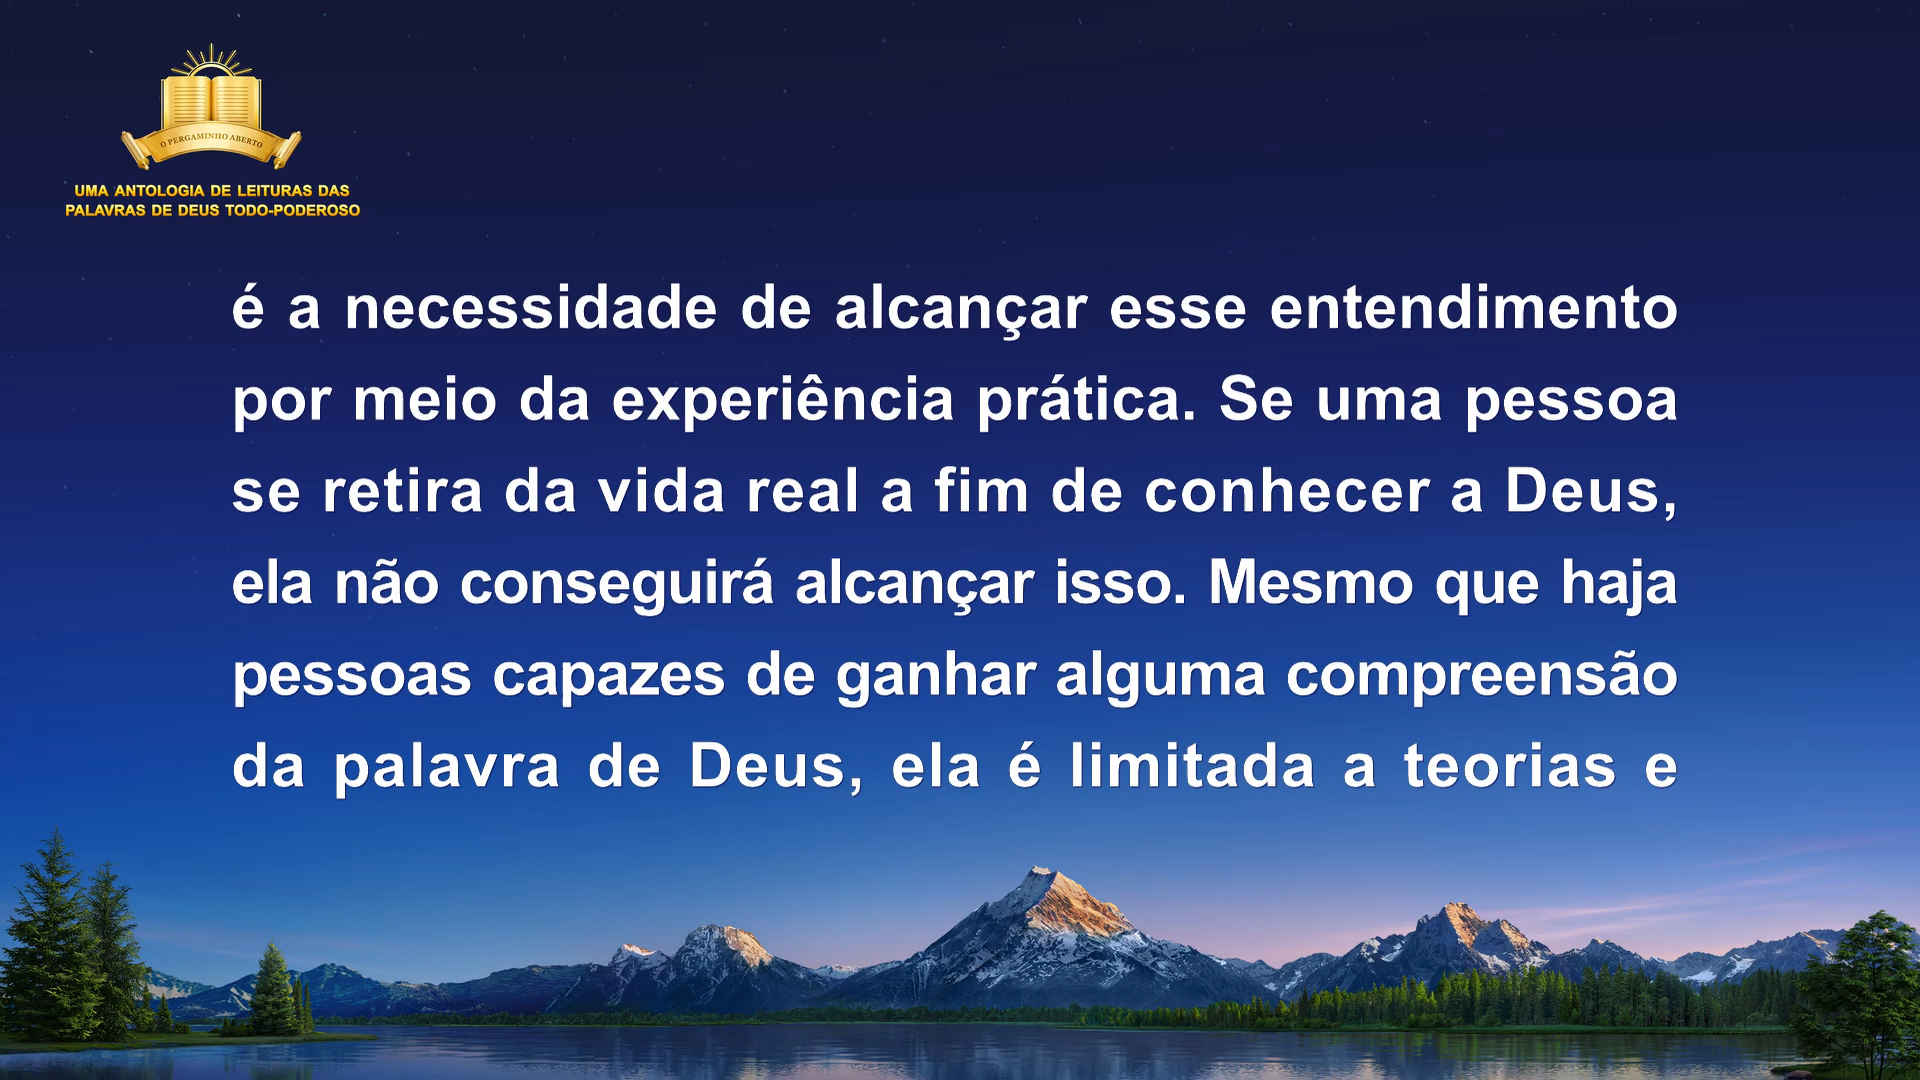 O PERGAMINHO ABERTO
UMA ANTOLOGIA DE LEITURAS DAS
PALAVRAS DE DEUS TODO-PODEROSO
é a necessidade de alcançar esse entendimento
por meio da experiência prática. Se uma pessoa
se retira da vida real a fim de conhecer a Deus,
ela não conseguirá alcançar isso. Mesmo que haja
pessoas capazes de ganhar alguma compreensão
da palavra de Deus, ela é limitada a teorias e